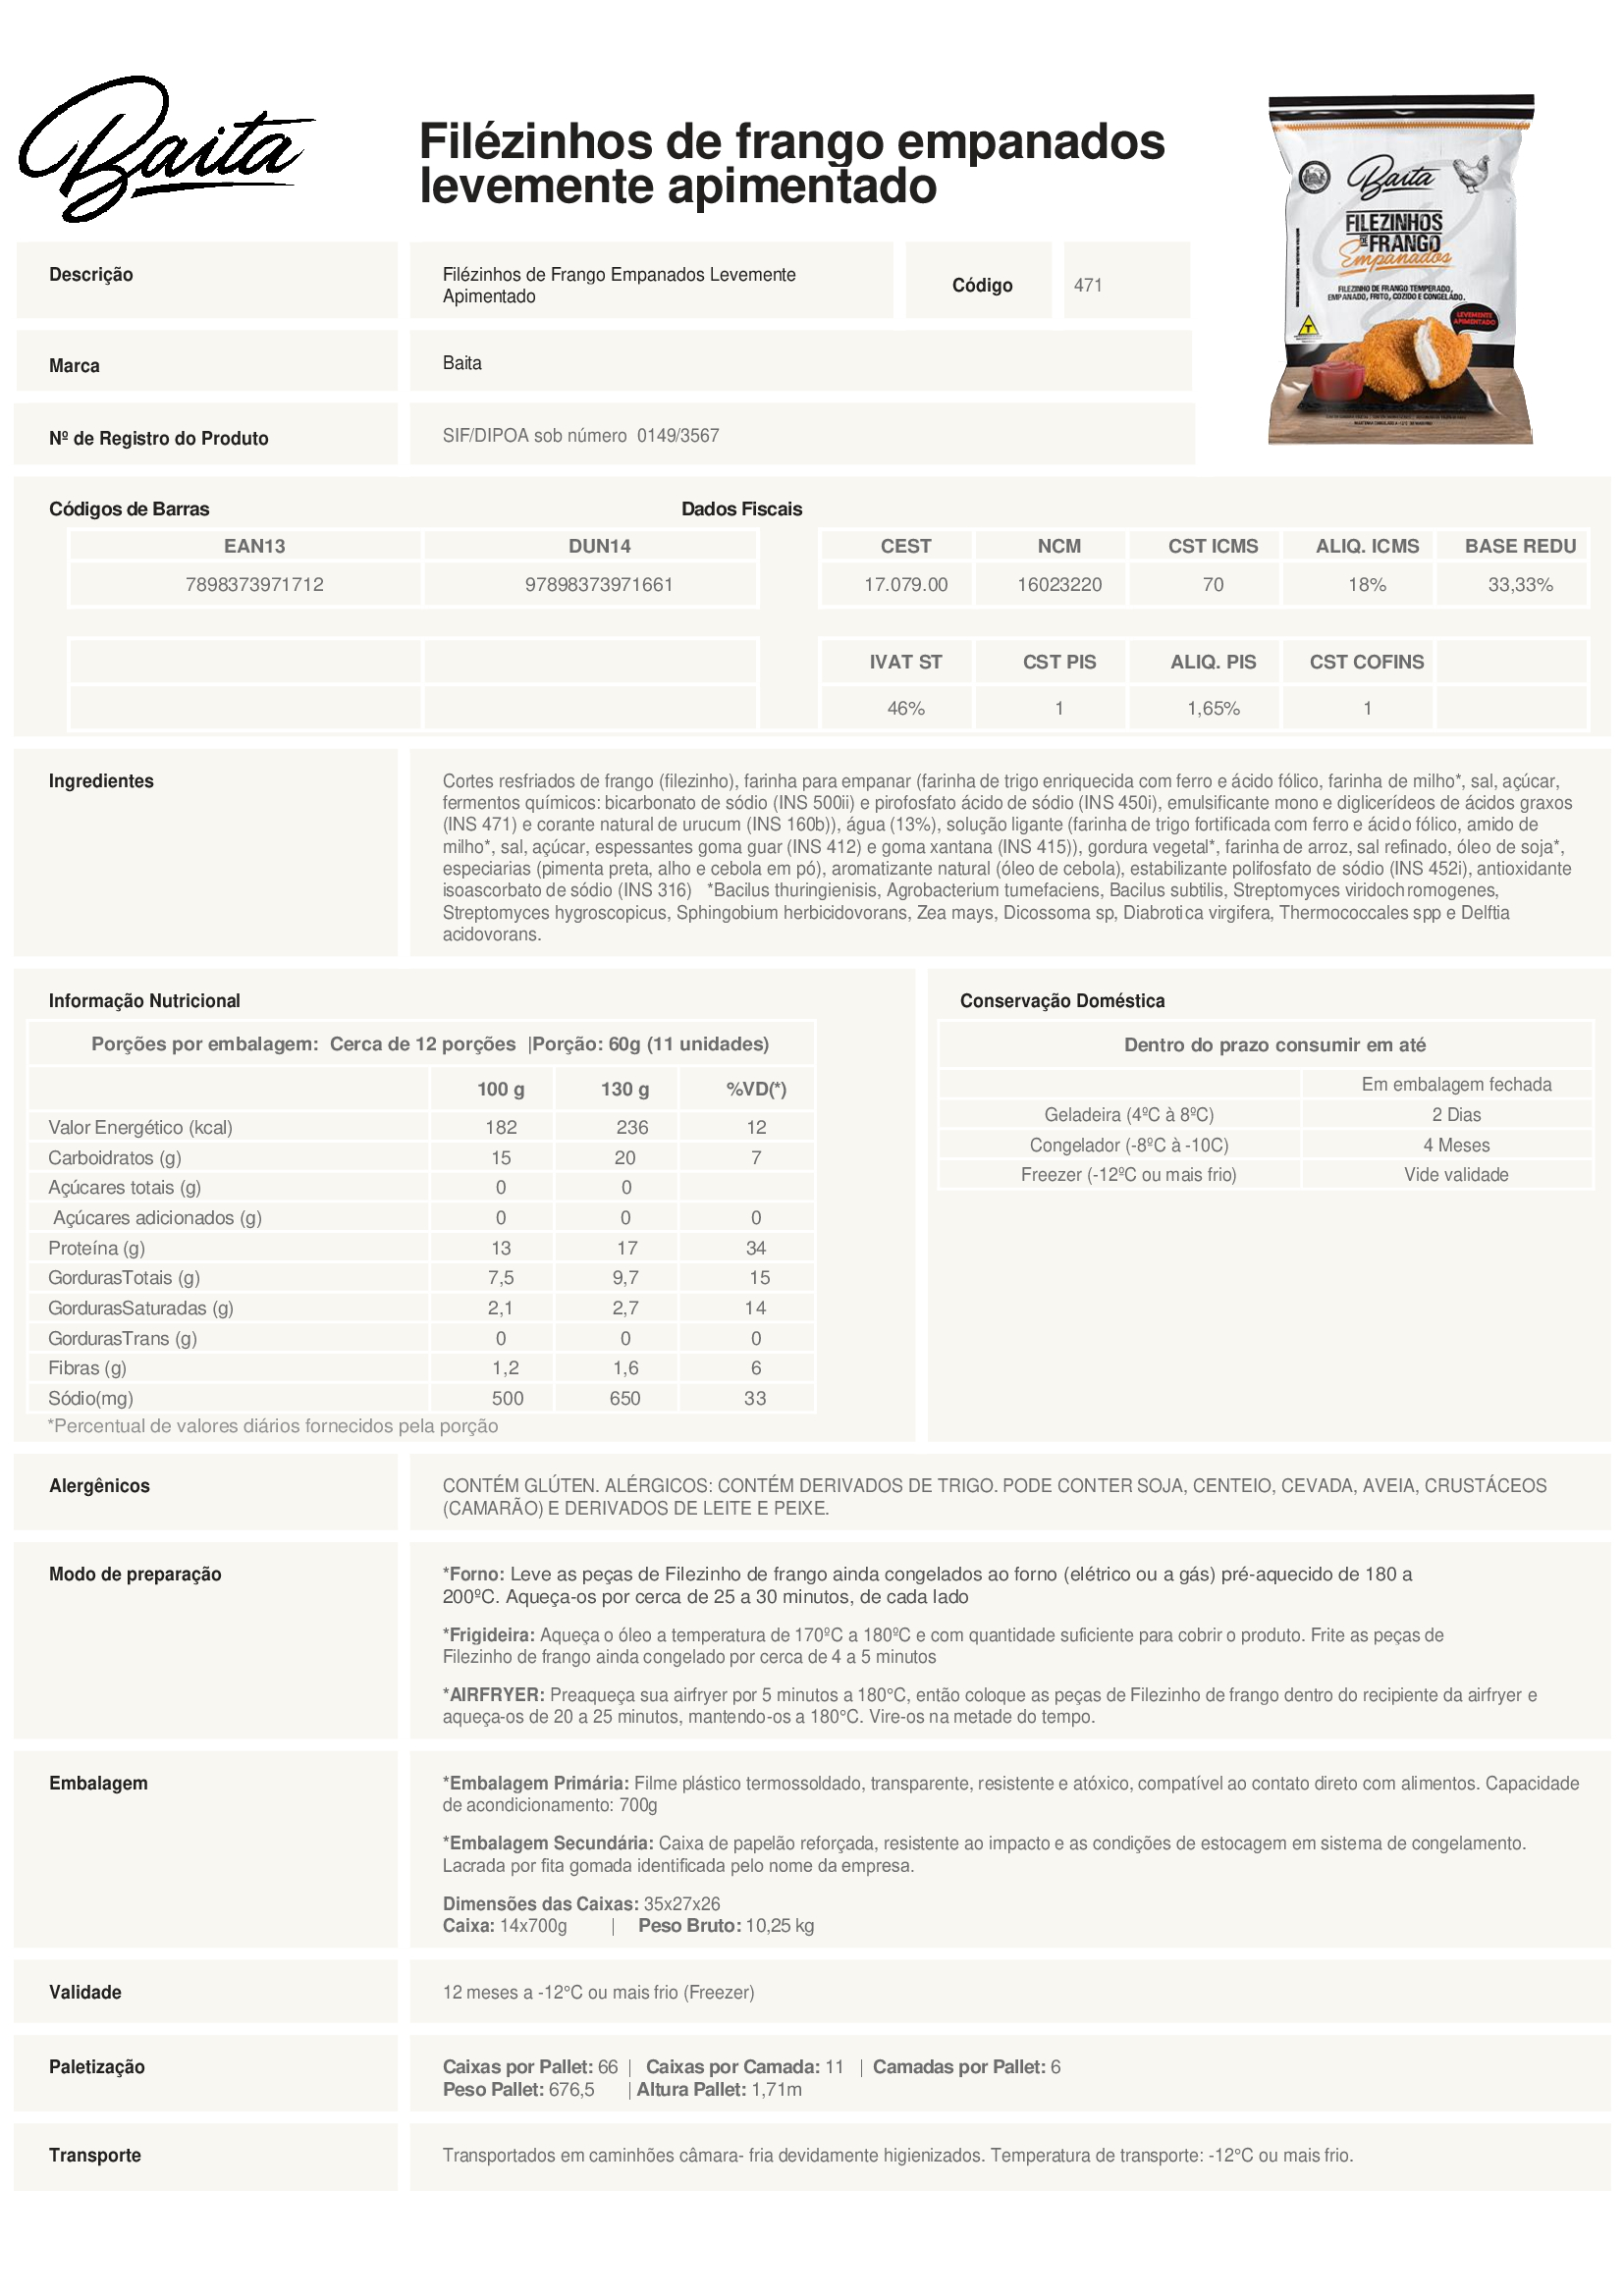 Baita
Filézinhos de frango empanados
levemente apimentado
Baita
FILEZINHOS
DE FRANGO
Empanados
FILEZINHO DE FRANGO TEMPERADO,
EMPANADO, FRITO, COZIDO E CONGELADO.
LEVEMENTE
APIMENTADO
T
Descrição
Filézinhos de Frango Empanados Levemente
Apimentado
Código
471
Marca
Baita
Nº de Registro do Produto
SIF/DIPOA sob número 0149/3567
Códigos de Barras
Dados Fiscais
EAN13 DUN14 CEST NCM CST ICMS ALIQ. ICMS BASE REDU
7898373971712 97898373971661 17.079.00 16023220 70 18% 33,33%
IVAT ST CST PIS ALIQ. PIS CST COFINS
46% 1 1,65% 1
Ingredientes
Cortes resfriados de frango (filezinho), farinha para empanar (farinha de trigo enriquecida com ferro e ácido fólico, farinha de milho*, sal, açúcar,
fermentos químicos: bicarbonato de sódio (INS 500ii) e pirofosfato ácido de sódio (INS 450i), emulsificante mono e diglicerídeos de ácidos graxos
(INS 471) e corante natural de urucum (INS 160b)), água (13%), solução ligante (farinha de trigo fortificada com ferro e ácido fólico, amido de
milho*, sal, açúcar, espessantes goma guar (INS 412) e goma xantana (INS 415)), gordura vegetal*, farinha de arroz, sal refinado, óleo de soja*,
especiarias (pimenta preta, alho e cebola em pó), aromatizante natural (óleo de cebola), estabilizante polifosfato de sódio (INS 452i), antioxidante
isoascorbato de sódio (INS 316) *Bacilus thuringienisis, Agrobacterium tumefaciens, Bacilus subtilis, Streptomyces viridochromogenes,
Streptomyces hygroscopicus, Sphingobium herbicidovorans, Zea mays, Dicossoma sp, Diabrotica virgifera, Thermococcales spp e Delftia
acidovorans.
Informação Nutricional
Porções por embalagem: Cerca de 12 porções |Porção: 60g (11 unidades)
100 g 130 g %VD(*)
Valor Energético (kcal) 182 236 12
Carboidratos (g) 15 20 7
Açúcares totais (g) 0 0
Açúcares adicionados (g) 0 0 0
Proteína (g) 13 17 34
GordurasTotais (g) 7,5 9,7 15
GordurasSaturadas (g) 2,1 2,7 14
GordurasTrans (g) 0 0 0
Fibras (g) 1,2 1,6 6
Sódio(mg) 500 650 33
*Percentual de valores diários fornecidos pela porção
Conservação Doméstica
Dentro do prazo consumir em até
Em embalagem fechada
Geladeira (4ºC à 8ºC) 2 Dias
Congelador (-8ºC à -10C) 4 Meses
Freezer (-12ºC ou mais frio) Vide validade
Alergênicos
CONTÉM GLÚTEN. ALÉRGICOS: CONTÉM DERIVADOS DE TRIGO. PODE CONTER SOJA, CENTEIO, CEVADA, AVEIA, CRUSTÁCEOS
(CAMARÃO) E DERIVADOS DE LEITE E PEIXE.
Modo de preparação
*Forno: Leve as peças de Filezinho de frango ainda congelados ao forno (elétrico ou a gás) pré-aquecido de 180 a
200ºC. Aqueça-os por cerca de 25 a 30 minutos, de cada lado
*Frigideira: Aqueça o óleo a temperatura de 170ºC a 180ºC e com quantidade suficiente para cobrir o produto. Frite as peças de
Filezinho de frango ainda congelado por cerca de 4 a 5 minutos
*AIRFRYER: Preaqueça sua airfryer por 5 minutos a 180°C, então coloque as peças de Filezinho de frango dentro do recipiente da airfryer e
aqueça-os de 20 a 25 minutos, mantendo-os a 180°C. Vire-os na metade do tempo.
Embalagem
*Embalagem Primária: Filme plástico termossoldado, transparente, resistente e atóxico, compatível ao contato direto com alimentos. Capacidade
de acondicionamento: 700g
*Embalagem Secundária: Caixa de papelão reforçada, resistente ao impacto e as condições de estocagem em sistema de congelamento.
Lacrada por fita gomada identificada pelo nome da empresa.
Dimensões das Caixas: 35x27x26
Caixa: 14x700g | Peso Bruto: 10,25 kg
Validade
12 meses a -12°C ou mais frio (Freezer)
Paletização
Caixas por Pallet: 66 | Caixas por Camada: 11 | Camadas por Pallet: 6
Peso Pallet: 676,5 | Altura Pallet: 1,71m
Transporte
Transportados em caminhões câmara- fria devidamente higienizados. Temperatura de transporte: -12°C ou mais frio.